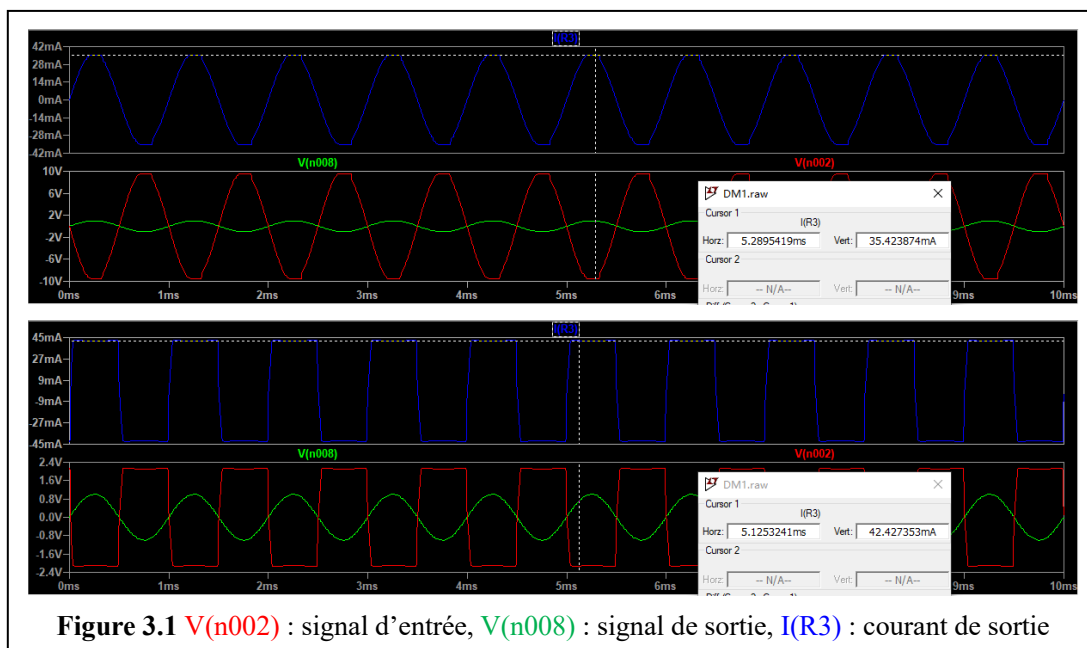 I(R3)
42mA
28mA
14mA
0mA
-14mA
-28mA
-42mA
V(n008) V(n002)
10V
6V
2V
-2V
-6V
-10V
0ms 1ms 2ms 3ms 4ms 5ms 6ms 9ms 10ms
DM1.raw
Cursor 1
I(R3)
Horz: 5.2895419ms Vert: 35.423874mA
Cursor 2
Horz: -- N/A-- Vert: -- N/A--
I(R3)
45mA
27mA
9mA
-9mA
-27mA
-45mA
V(n008) V(n002)
2.4V
1.6V
0.8V
0.0V
-0.8V
-1.6V
-2.4V
0ms 1ms 2ms 3ms 4ms 5ms 6ms 9ms 10ms
DM1.raw
Cursor 1
I(R3)
Horz: 5.1253241ms Vert: 42.427353mA
Cursor 2
Horz: -- N/A-- Vert: -- N/A--
Figure 3.1 V(n002) : signal d’entrée, V(n008) : signal de sortie, I(R3) : courant de sortie